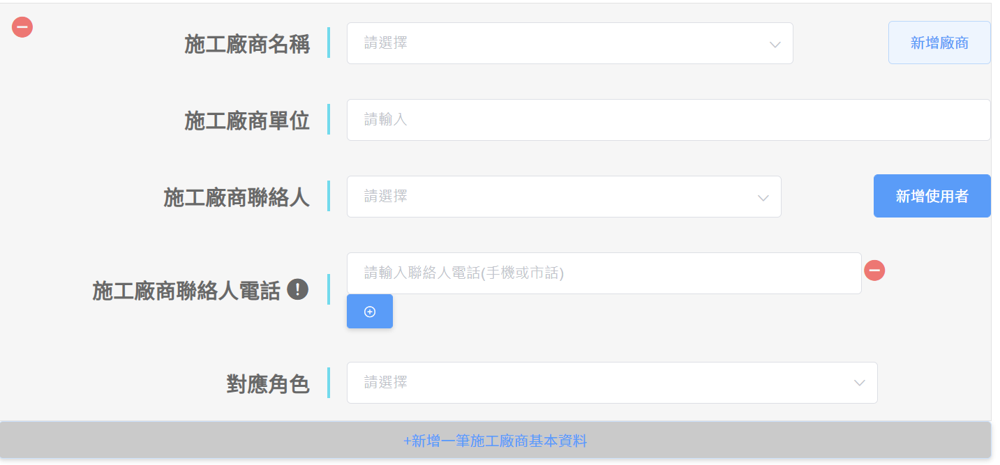 施工廠商名稱 請選擇 新增廠商
施工廠商單位 請輸入
施工廠商聯絡人 請選擇 新增使用者
施工廠商聯絡人電話 請輸入聯絡人電話(手機或市話)
對應角色 請選擇
+新增一筆施工廠商基本資料